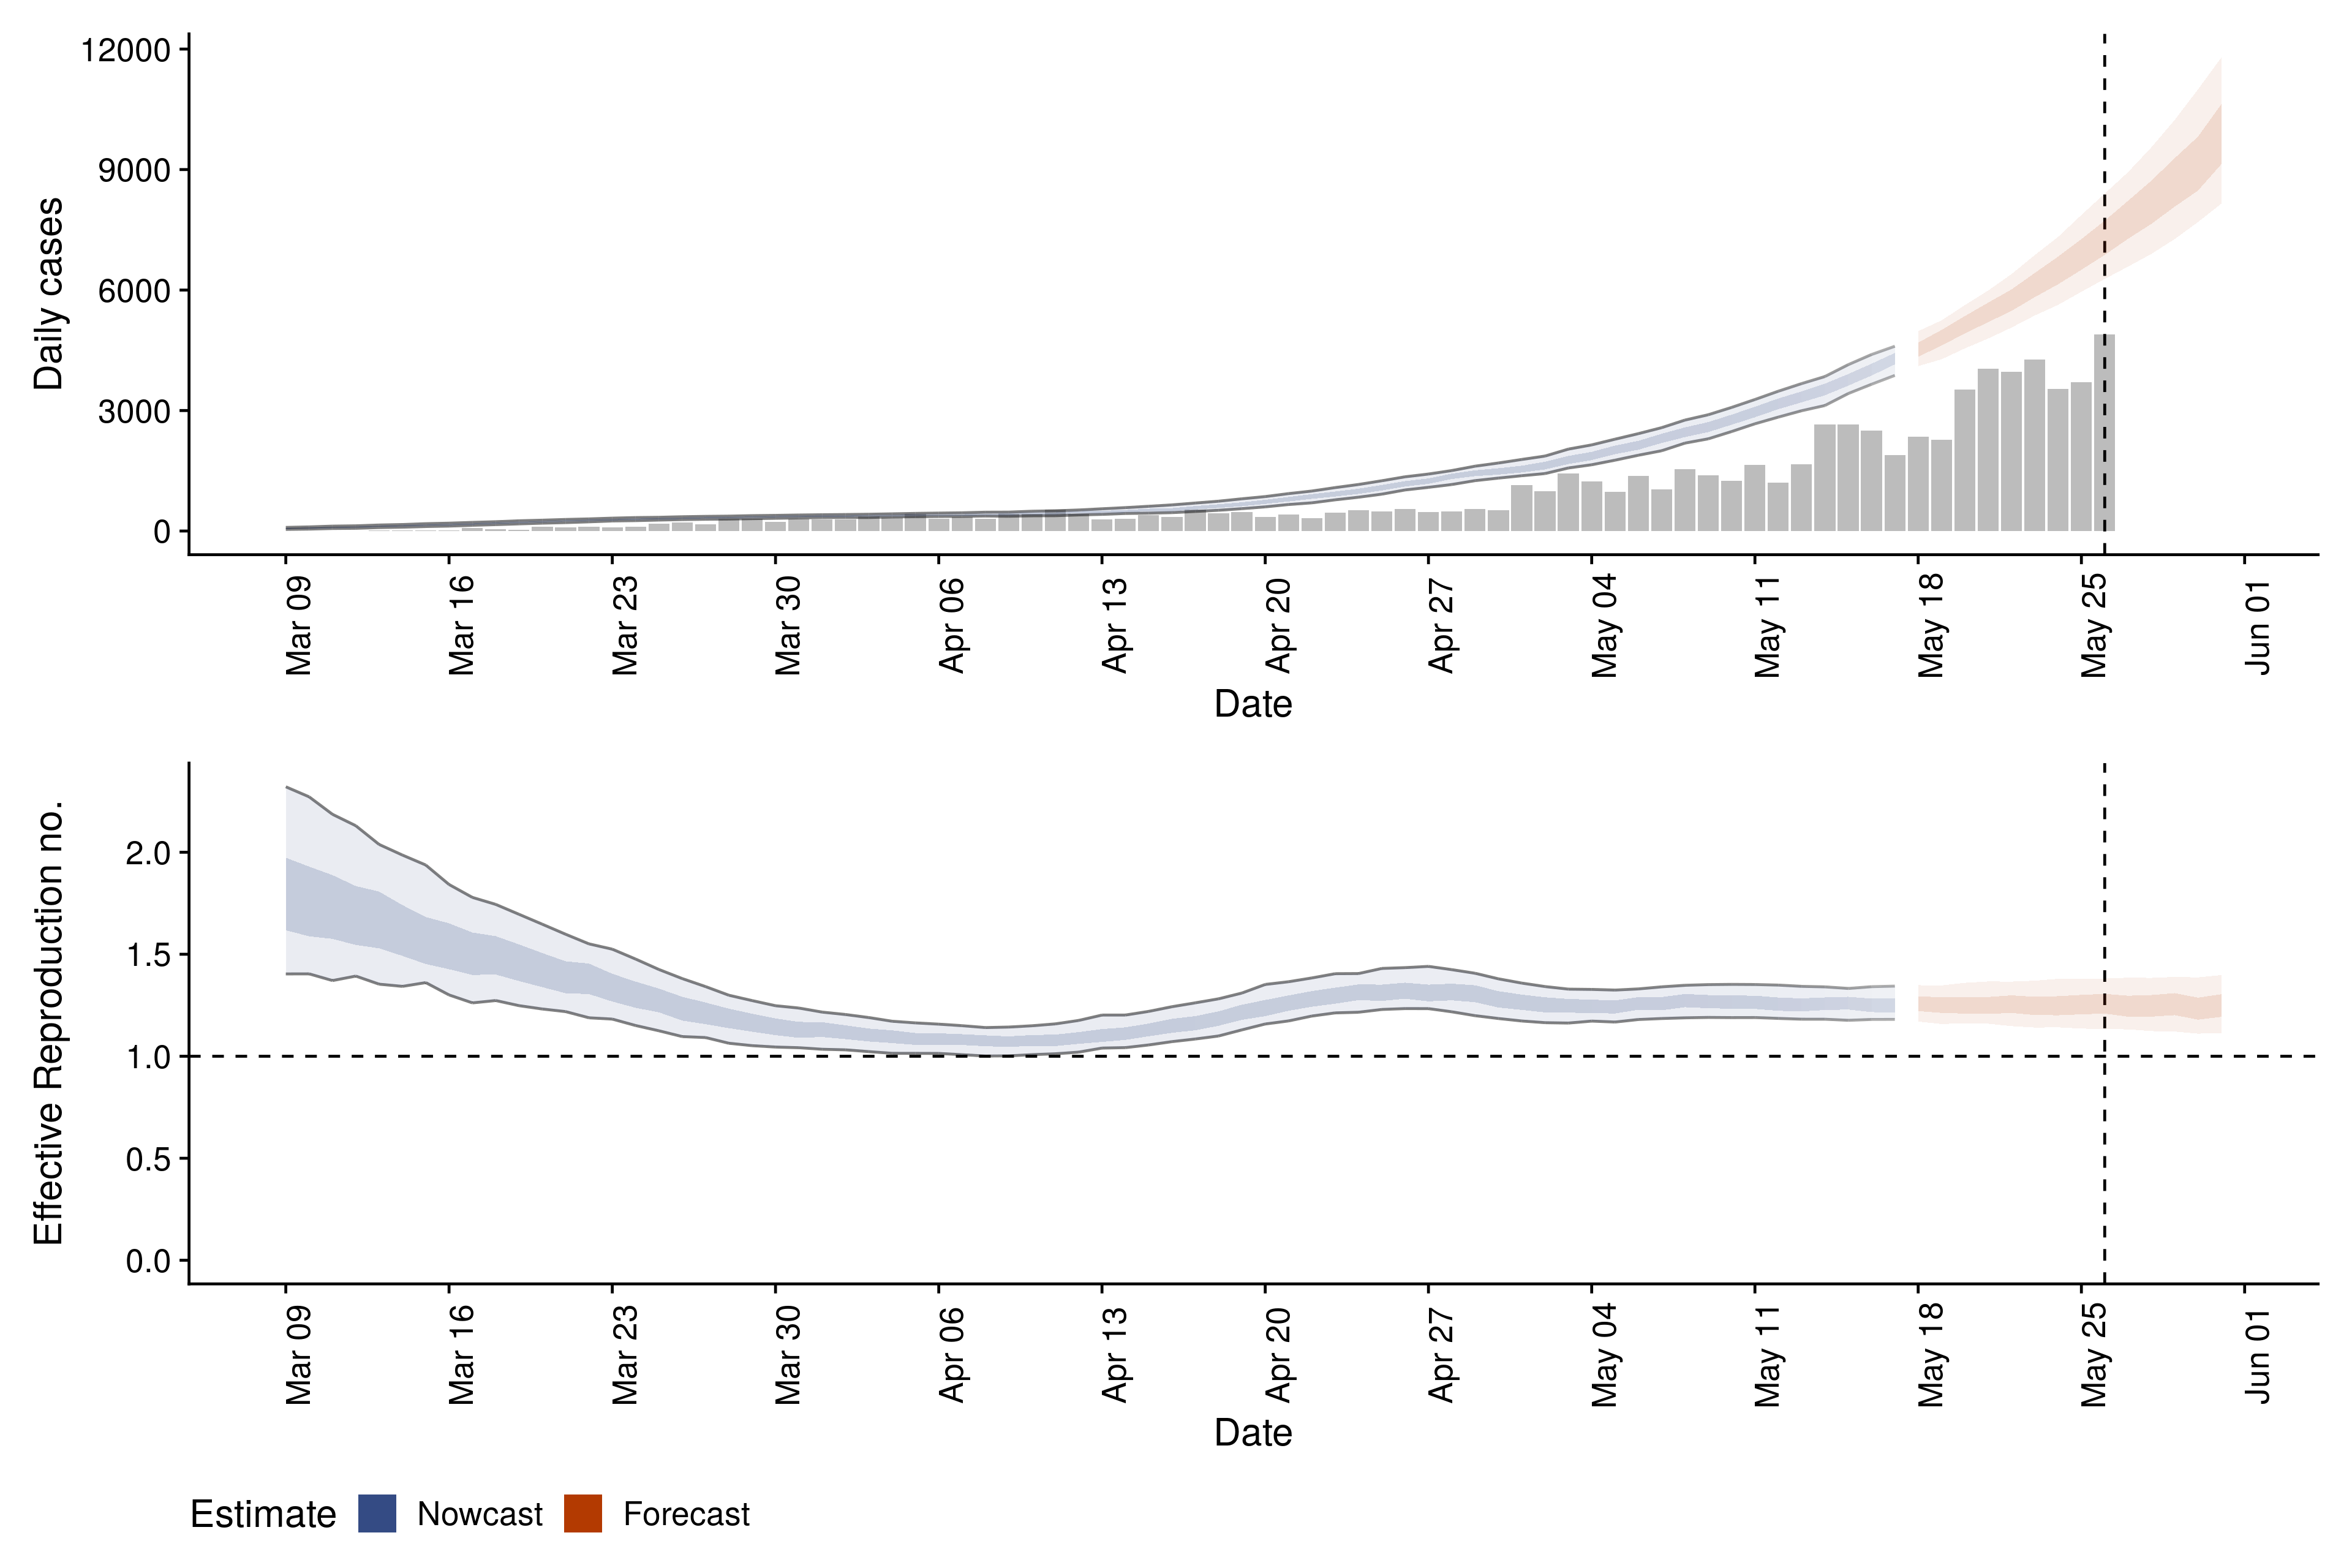 12000
9000
6000
3000
0
Daily cases
Mar 09
Mar 16
Mar 23
Mar 30
Apr 06
Apr 13
Apr 20
Apr 27
May 04
May 11
May 18
May 25
Jun 01
Date
2.0
1.5
1.0
0.5
0.0
Effective Reproduction no.
Mar 09
Mar 16
Mar 23
Mar 30
Apr 06
Apr 13
Apr 20
Apr 27
May 04
May 11
May 18
May 25
Jun 01
Date
Estimate Nowcast Forecast